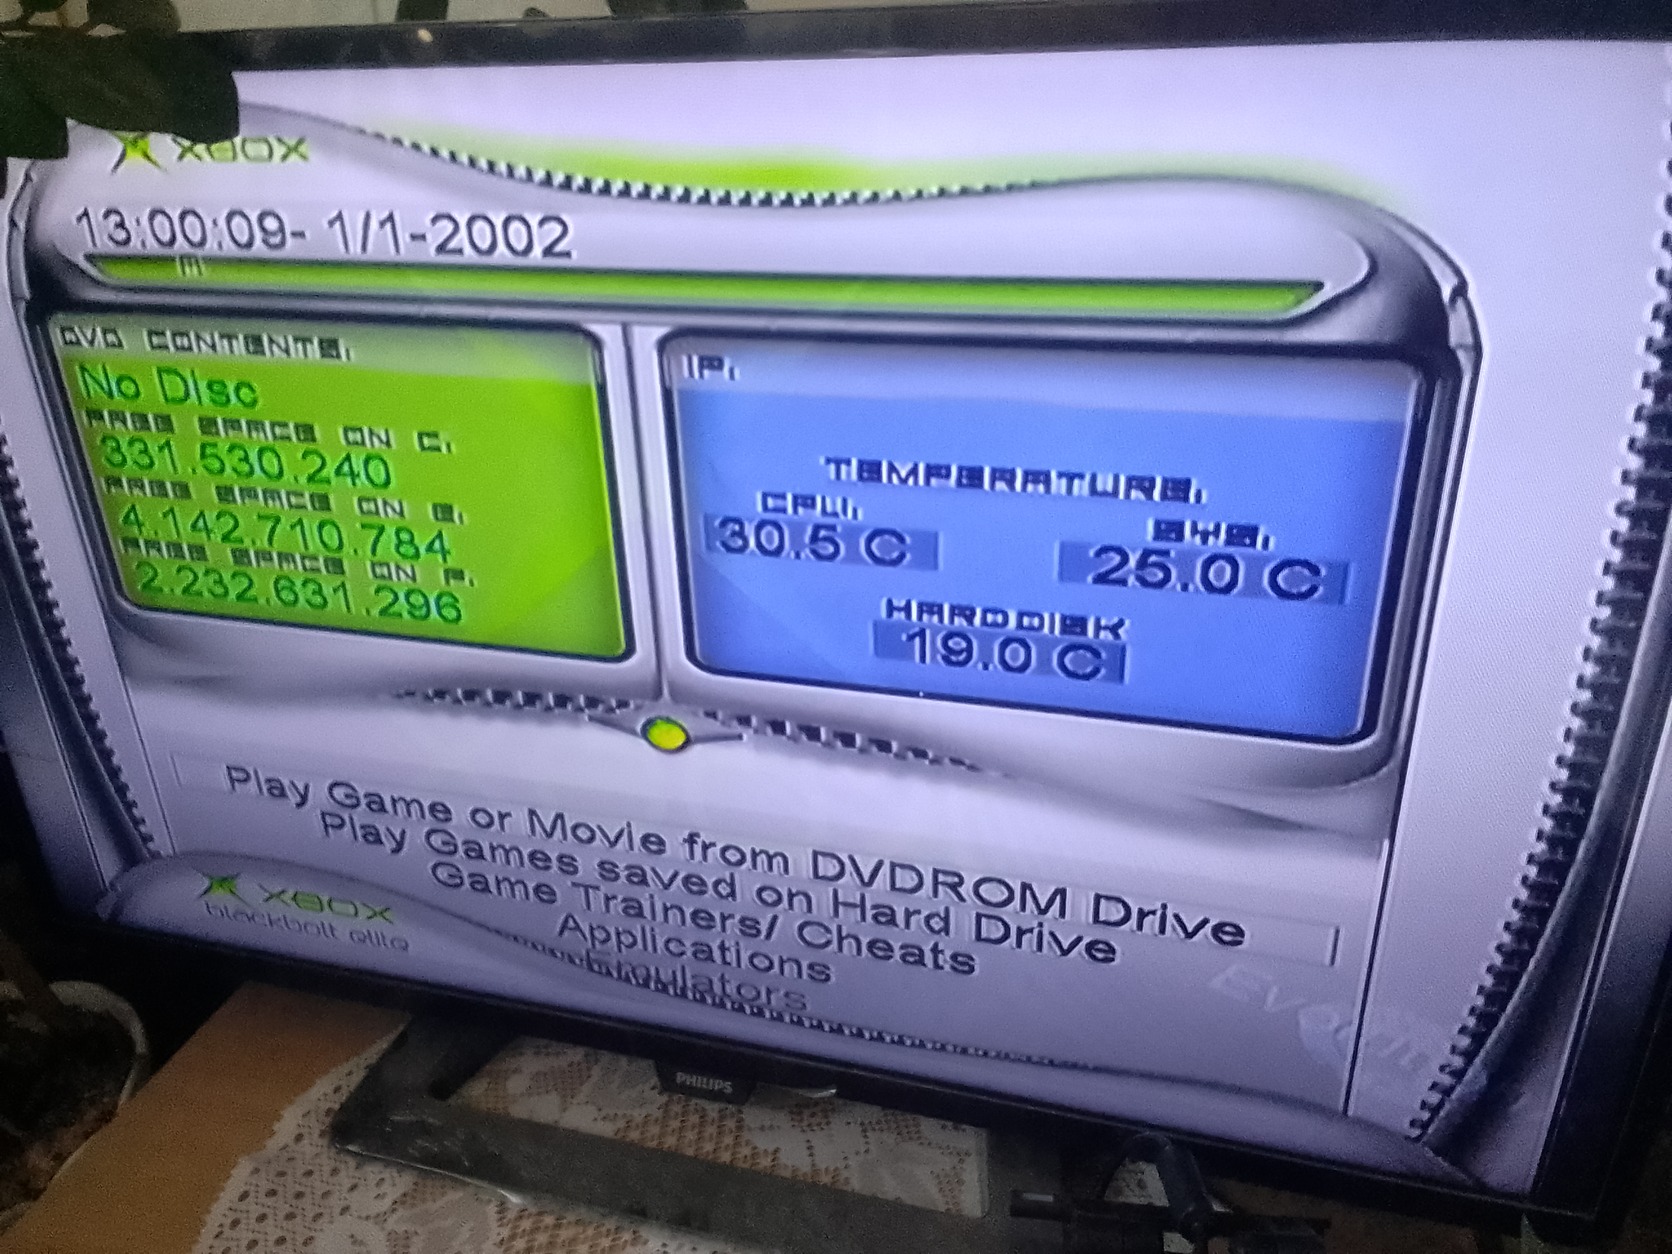 XBOX
13:00:09- 1/1-2002
DVD CONTENTS:
No Disc
FREE SPACE ON C:
331.530.240
FREE SPACE ON E:
4.142.710.784
FREE SPACE ON F:
2.232.631.296
IP:
TEMPERATURE:
CPU:
30.5 C
SYS:
25.0 C
HARDDISK
19.0 C
Play Game or Movie from DVDROM Drive
Play Games saved on Hard Drive
Game Trainers/ Cheats
Applications
Emulators
XBOX
blackbolt elite
PHILIPS